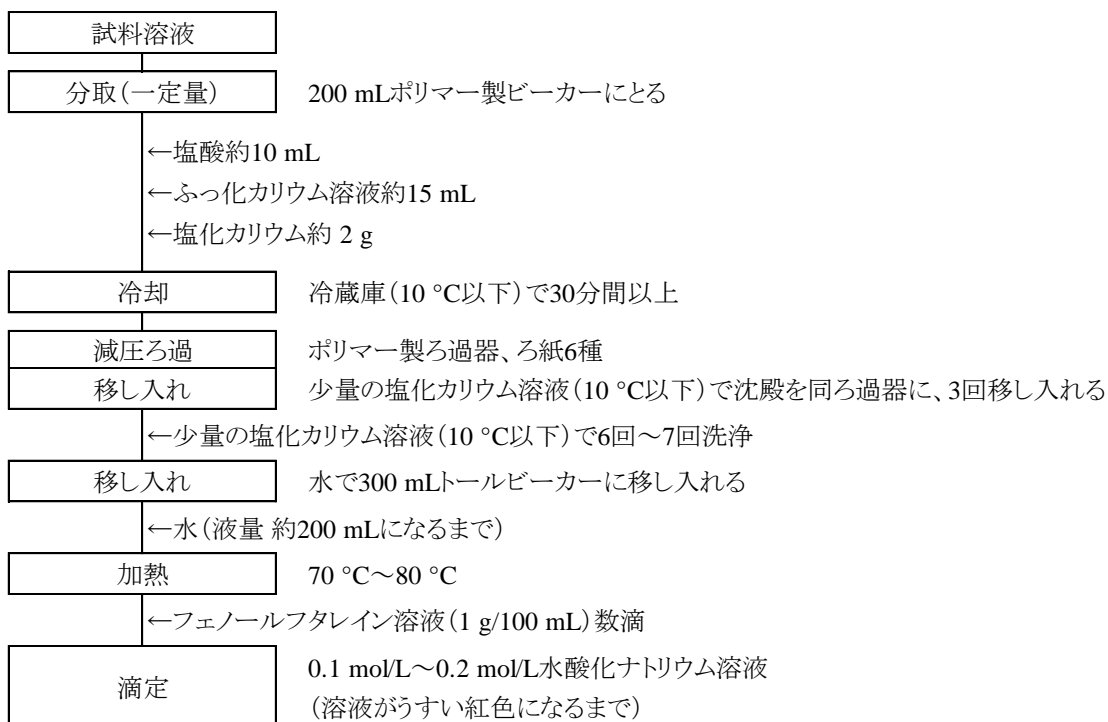 試料溶液
分取(一定量) 200 mLポリマー製ビーカーにとる
←塩酸約10 mL
←ふっ化カリウム溶液約15 mL
←塩化カリウム約 2 g
冷却 冷蔵庫(10 °C以下)で30分間以上
減圧ろ過 ポリマー製ろ過器、ろ紙6種
移し入れ 少量の塩化カリウム溶液(10 °C以下)で沈殿を同ろ過器に、3回移し入れる
←少量の塩化カリウム溶液(10 °C以下)で6回~7回洗浄
移し入れ 水で300 mLトールビーカーに移し入れる
←水(液量 約200 mLになるまで)
加熱 70 °C~80 °C
←フェノールフタレイン溶液(1 g/100 mL)数滴
滴定 0.1 mol/L~0.2 mol/L水酸化ナトリウム溶液
(溶液がうすい紅色になるまで)